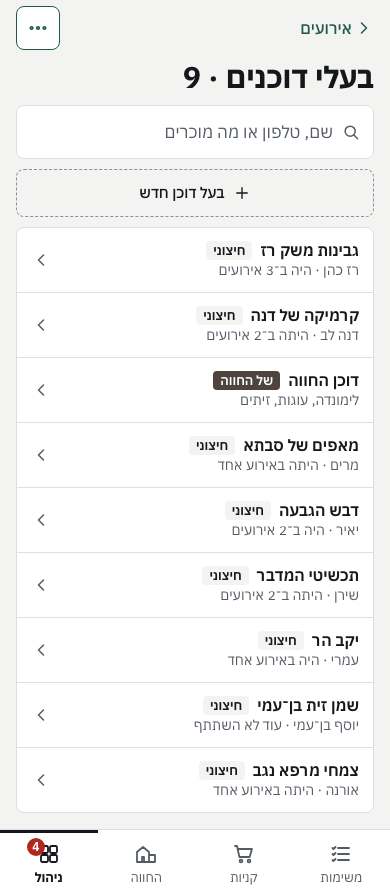 אירועים
בעלי דוכנים · 9
שם, טלפון או מה מוכרים
בעל דוכן חדש
גבינות משק רז חיצוני
רז כהן · היה ב־3 אירועים
קרמיקה של דנה חיצוני
דנה לב · היתה ב־2 אירועים
דוכן החווה של החווה
לימונדה, עוגות, זיתים
מאפים של סבתא חיצוני
מרים · היתה באירוע אחד
דבש הגבעה חיצוני
יאיר · היה ב־2 אירועים
תכשיטי המדבר חיצוני
שירן · היתה ב־2 אירועים
יקב הר חיצוני
עמרי · היה באירוע אחד
שמן זית בן־עמי חיצוני
יוסף בן־עמי · עוד לא השתתף
צמחי מרפא נגב חיצוני
אורנה · היתה באירוע אחד
משימות
קניות
החווה
4
ניהול